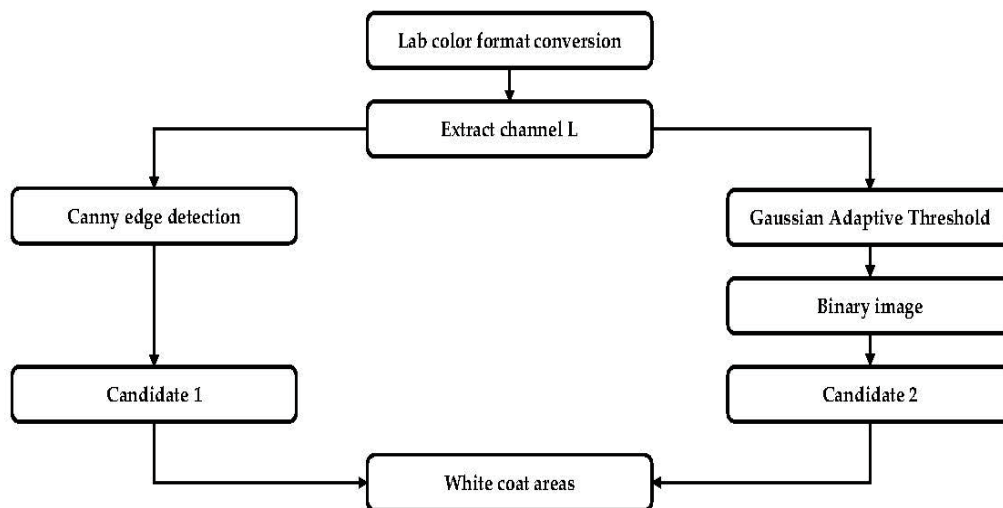 Lab color format conversion
Extract channel L
Canny edge detection
Gaussian Adaptive Threshold
Binary image
Candidate 1
Candidate 2
White coat areas